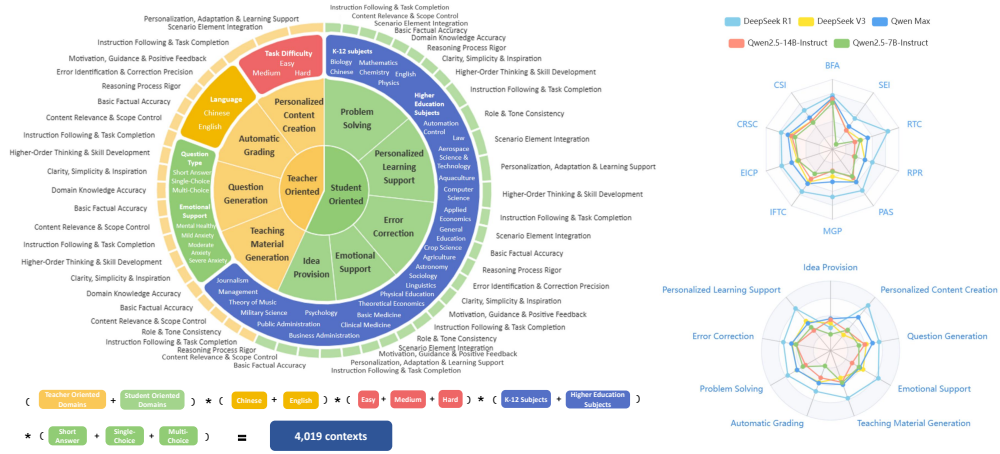 Instruction Following & Task Completion
Content Relevance & Scope Control
Scenario Element Integration
Basic Factual Accuracy
Domain Knowledge Accuracy
Reasoning Process Rigor
Clarity, Simplicity & Inspiration
Higher-Order Thinking & Skill Development
Instruction Following & Task Completion
Role & Tone Consistency
Scenario Element Integration
Personalization, Adaptation & Learning Support
Higher-Order Thinking & Skill Development
Instruction Following & Task Completion
Scenario Element Integration
Basic Factual Accuracy
Reasoning Process Rigor
Error Identification & Correction Precision
Clarity, Simplicity & Inspiration
Motivation, Guidance & Positive Feedback
Instruction Following & Task Completion
Role & Tone Consistency
Scenario Element Integration
Motivation, Guidance & Positive Feedback
Personalization, Adaptation & Learning Support
Instruction Following & Task Completion
Personalization, Adaptation & Learning Support
Scenario Element Integration
Instruction Following & Task Completion
Motivation, Guidance & Positive Feedback
Error Identification & Correction Precision
Reasoning Process Rigor
Basic Factual Accuracy
Content Relevance & Scope Control
Instruction Following & Task Completion
Higher-Order Thinking & Skill Development
Clarity, Simplicity & Inspiration
Domain Knowledge Accuracy
Basic Factual Accuracy
Content Relevance & Scope Control
Instruction Following & Task Completion
Higher-Order Thinking & Skill Development
Clarity, Simplicity & Inspiration
Domain Knowledge Accuracy
Basic Factual Accuracy
Content Relevance & Scope Control
Role & Tone Consistency
Instruction Following & Task Completion
Reasoning Process Rigor
Content Relevance & Scope Control
Basic Factual Accuracy
Task Difficulty
Easy
Medium Hard
Language
Chinese
English
Question
Type
Short Answer
Single-Choice
Multi-Choice
Emotional
Support
Mental Healthy
Mild Anxiety
Moderate
Anxiety
Severe Anxiety
K-12 subjects
Biology Mathematics
Chinese Chemistry English
Physics
Higher
Education
Subjects
Automation
Control
Law
Aerospace
Science &
Technology
Aquaculture
Computer
Science
Applied
Economics
General
Education
Crop Science
Agriculture
Astronomy
Sociology
Linguistics
Physical Education
Theoretical Economics
Basic Medicine
Clinical Medicine
Psychology
Business Administration
Public Administration
Military Science
Theory of Music
Management
Journalism
Personalized
Content
Creation
Automatic
Grading
Question
Generation
Teaching
Material
Generation
Problem
Solving
Personalized
Learning
Support
Error
Correction
Emotional
Support
Idea
Provision
Teacher
Oriented
Student
Oriented
( Teacher Oriented Domains + Student Oriented Domains ) * ( Chinese + English ) * ( Easy + Medium + Hard ) * ( K-12 Subjects + Higher Education Subjects )
* ( Short Answer + Single-Choice + Multi-Choice ) = 4,019 contexts
DeepSeek R1 DeepSeek V3 Qwen Max
Qwen2.5-14B-Instruct Qwen2.5-7B-Instruct
BFA
SEI
RTC
RPR
PAS
MGP
IFTC
EICP
CRSC
CSI
Idea Provision
Personalized Content Creation
Question Generation
Emotional Support
Teaching Material Generation
Automatic Grading
Problem Solving
Error Correction
Personalized Learning Support